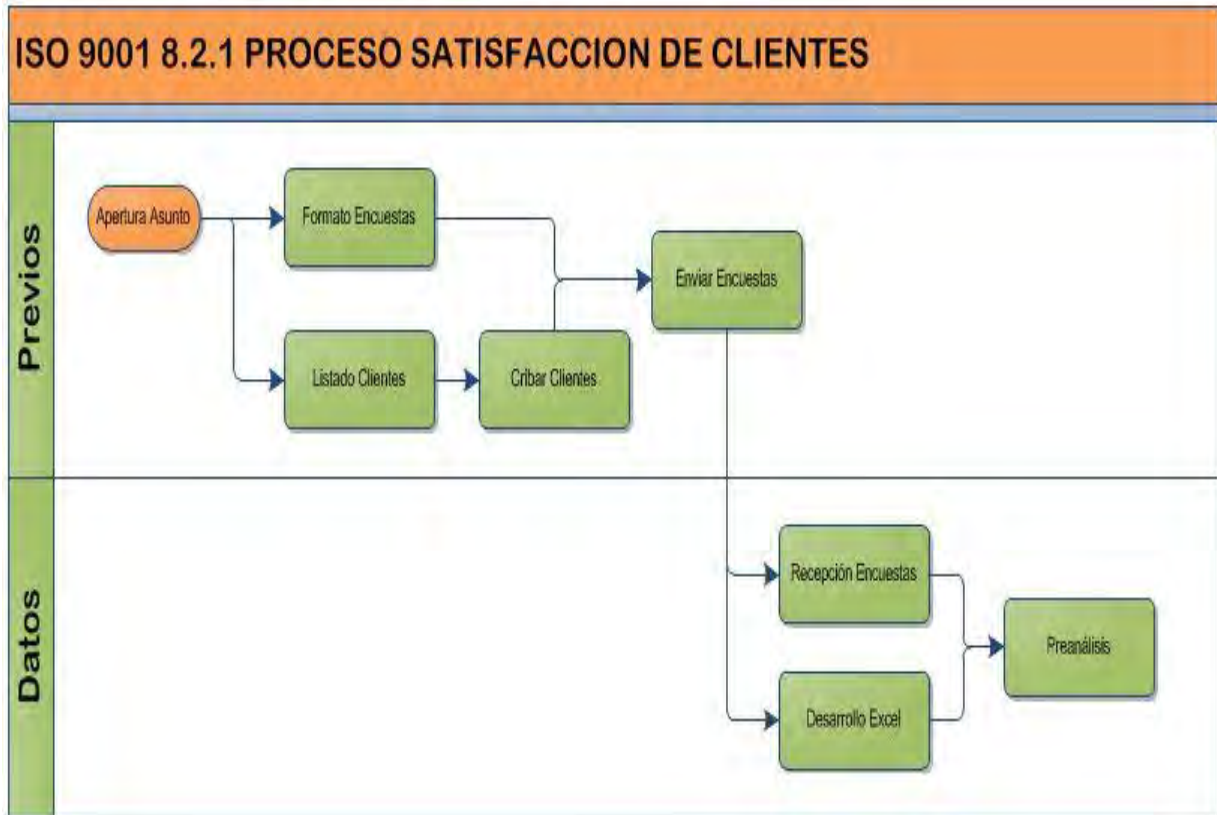 ISO 9001 8.2.1 PROCESO SATISFACCION DE CLIENTES
Previos
Apertura Asunto
Formato Encuestas
Enviar Encuestas
Listado Clientes
Cribar Clientes
Datos
Recepción Encuestas
Preanálisis
Desarrollo Excel